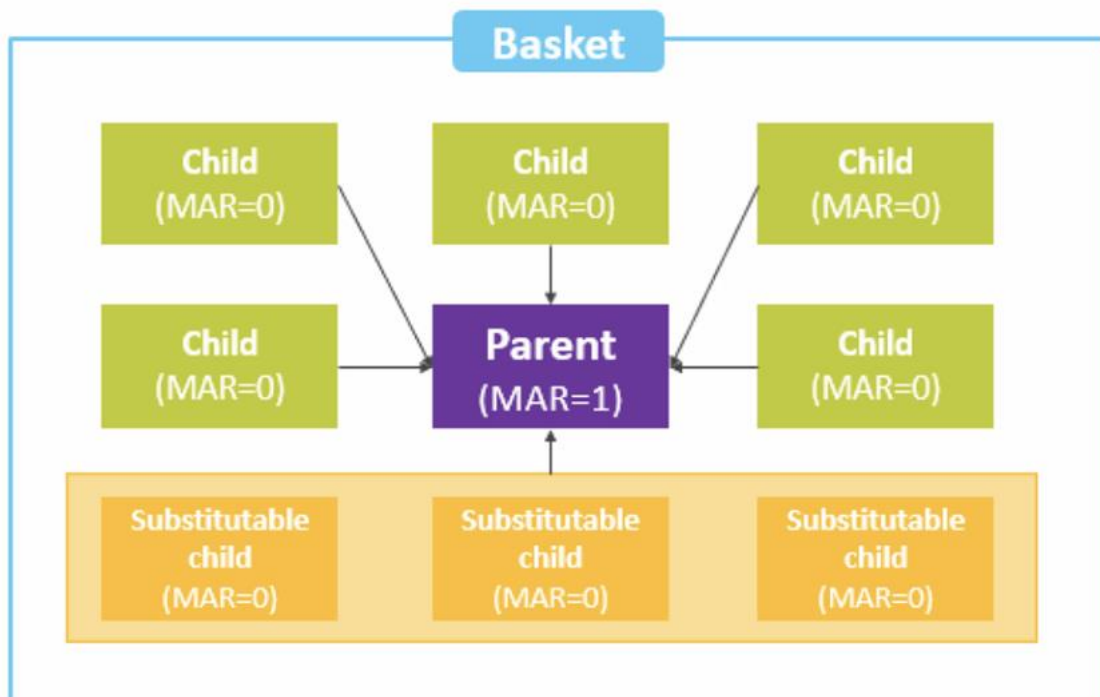 Basket
Child
(MAR=0)
Child
(MAR=0)
Child
(MAR=0)
Child
(MAR=0)
Parent
(MAR=1)
Child
(MAR=0)
Substitutable
child
(MAR=0)
Substitutable
child
(MAR=0)
Substitutable
child
(MAR=0)